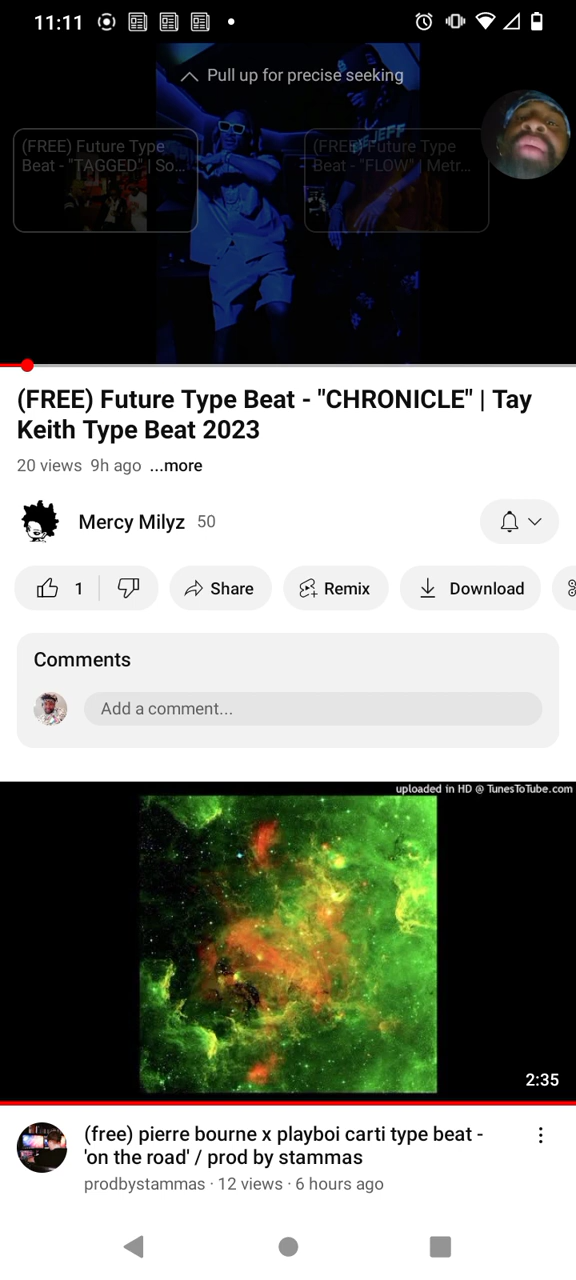 11:11
Pull up for precise seeking
(FREE) Future Type
Beat - "TAGGED" | So...
(FREE) Future Type
Beat - "FLOW" | Metr...
JEFF
(FREE) Future Type Beat - "CHRONICLE" | Tay
Keith Type Beat 2023
20 views 9h ago ...more
Mercy Milyz 50
1
Share
Remix
Download
Comments
Add a comment...
uploaded in HD @ TunesToTube.com
2:35
(free) pierre bourne x playboi carti type beat -
'on the road' / prod by stammas
prodbystammas · 12 views · 6 hours ago